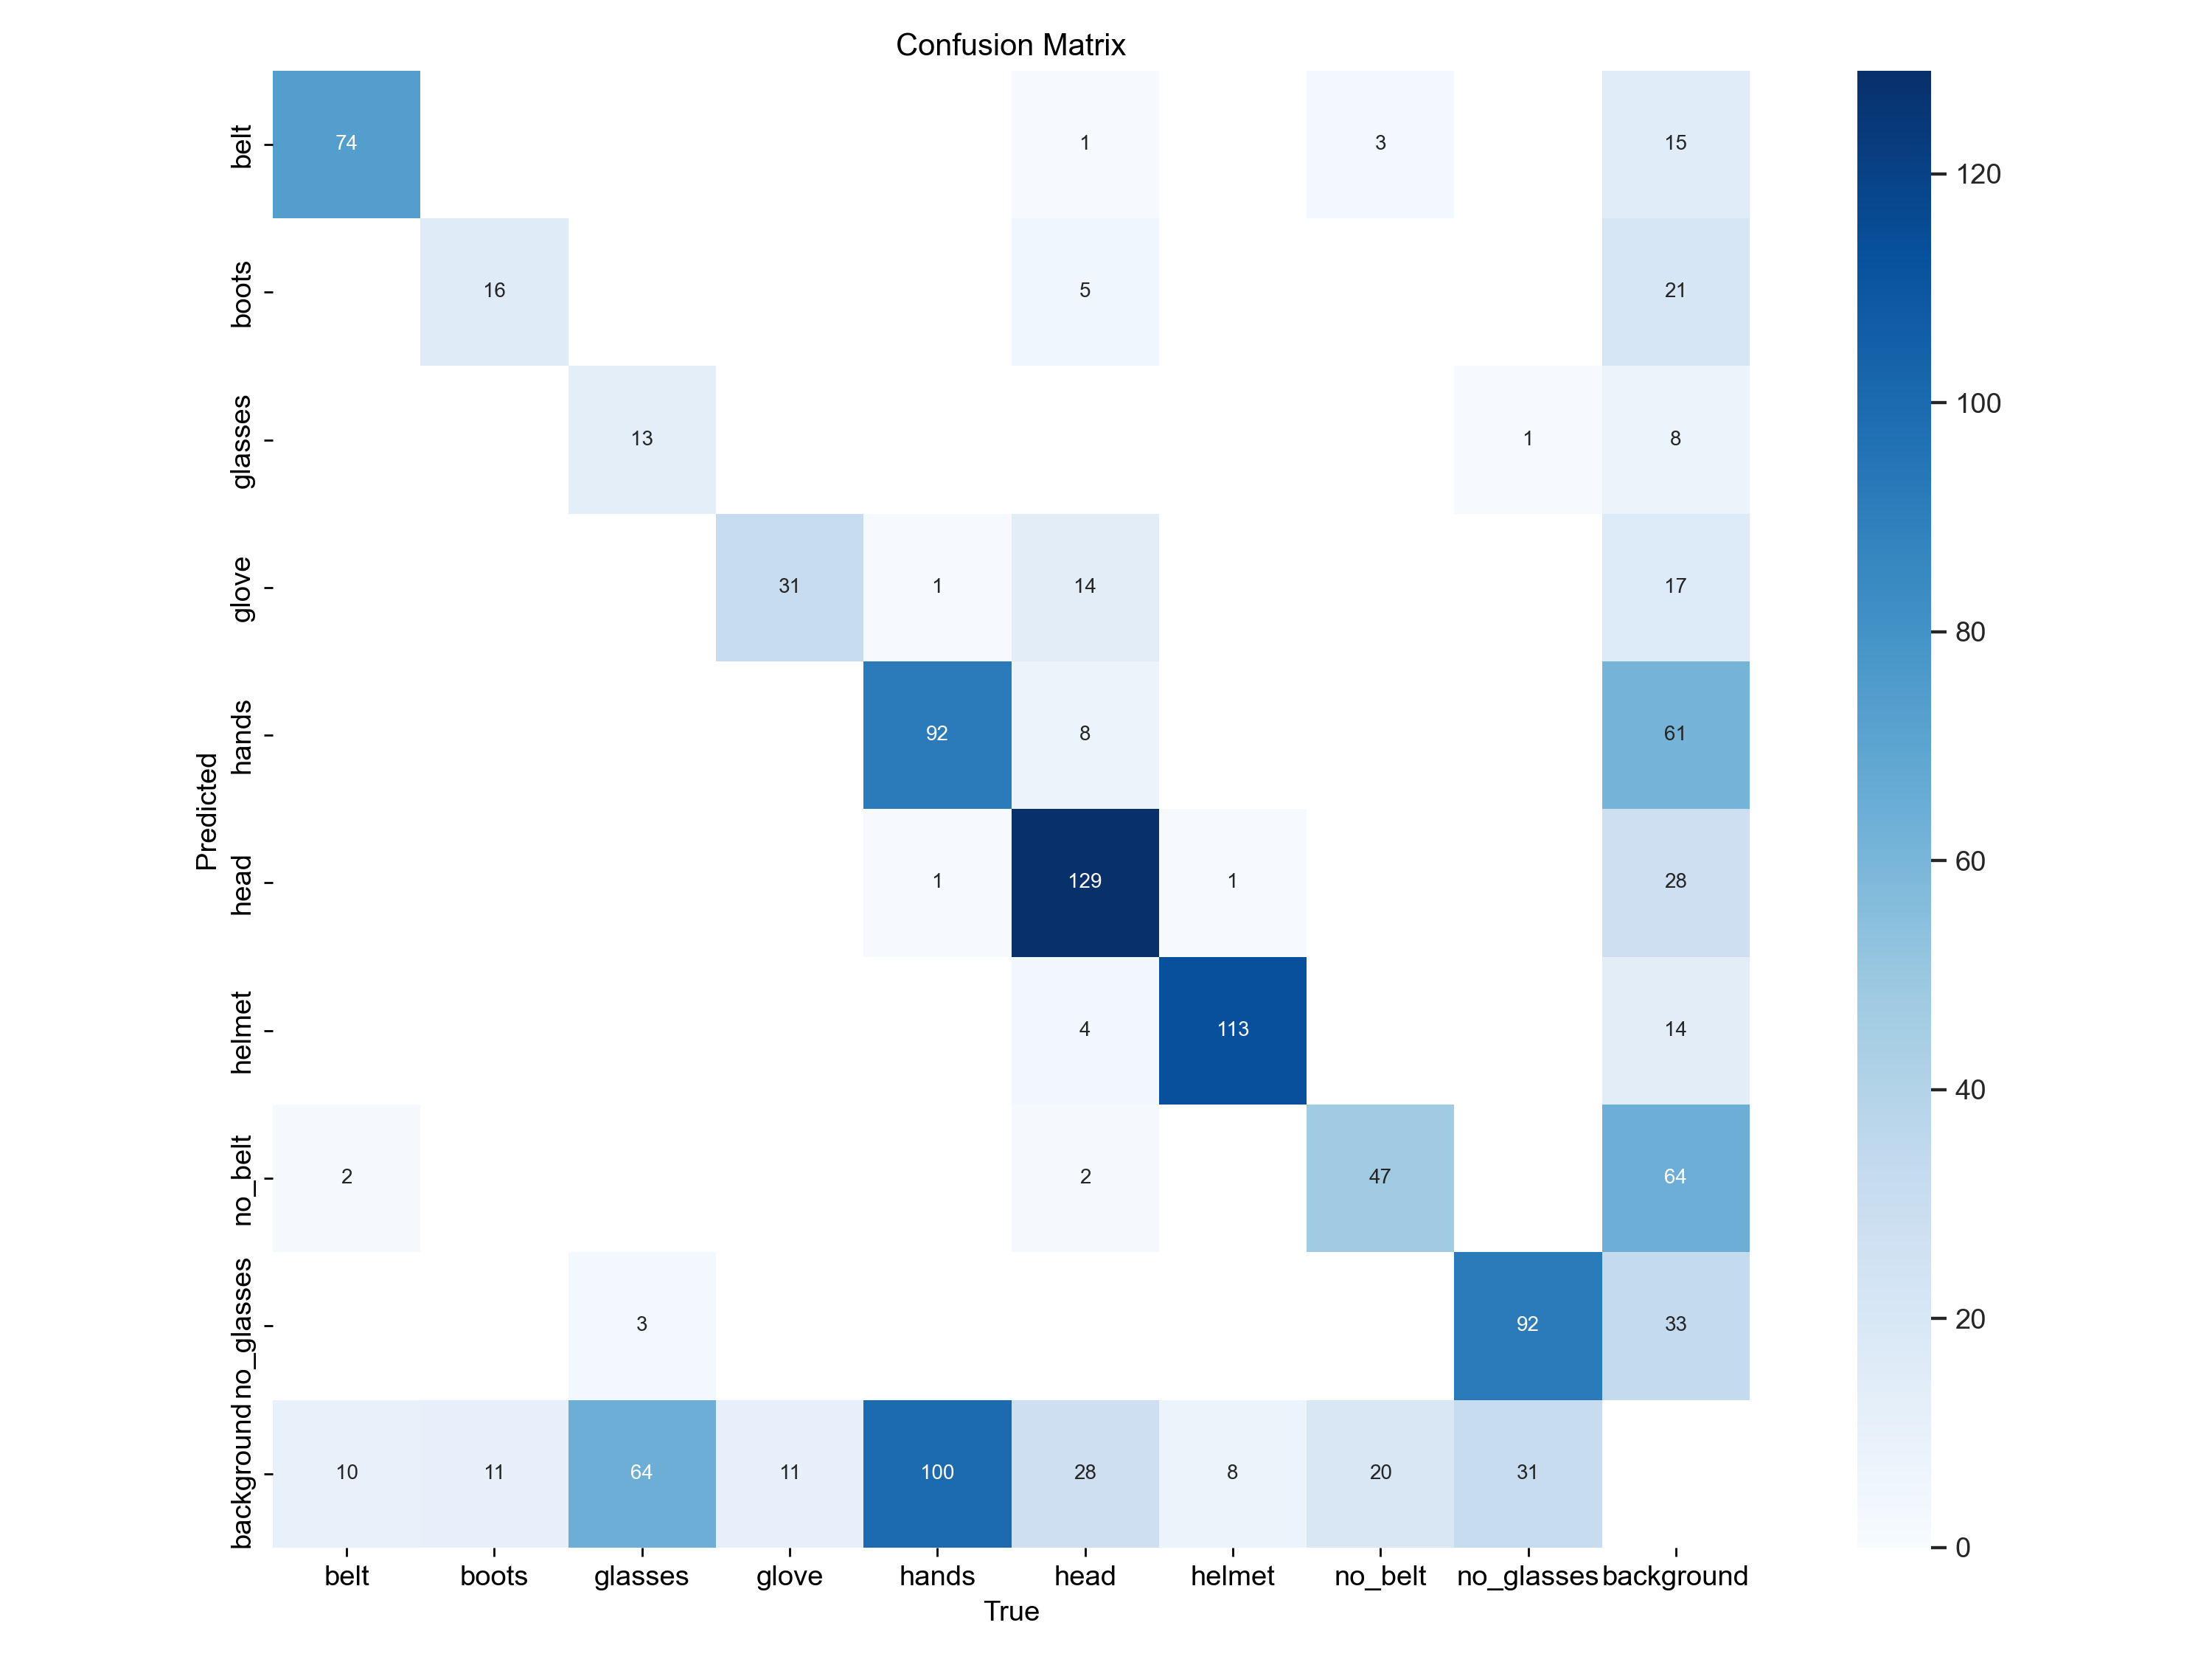 Confusion Matrix
belt 74 1 3 15
boots 16 5 21
glasses 13 1 8
glove 31 1 14 17
hands 92 8 61
head 1 129 1 28
helmet 4 113 14
no_belt 2 2 47 64
no_glasses 3 92 33
background 10 11 64 11 100 28 8 20 31
belt boots glasses glove hands head helmet no_belt no_glasses background
True
Predicted
120
100
80
60
40
20
0